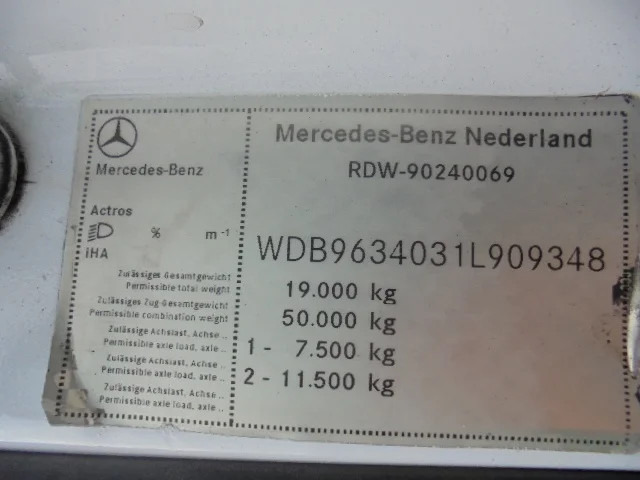 Mercedes-Benz Nederland
RDW-90240069
Mercedes-Benz
Actros
% m⁻¹
iHA
WDB9634031L909348
Zulässiges Gesamtgewicht
Permissible total weight
19.000 kg
Zulässiges Zug-Gesamtgewicht
Permissible combination weight
50.000 kg
Zulässige Achslast, Achse ..
Permissible axle load, axle ..
1 - 7.500 kg
Zulässige Achslast, Achse ..
Permissible axle load, axle ..
2 - 11.500 kg
Zulässige Achslast, Achse ..
Permissible axle load, axle ..